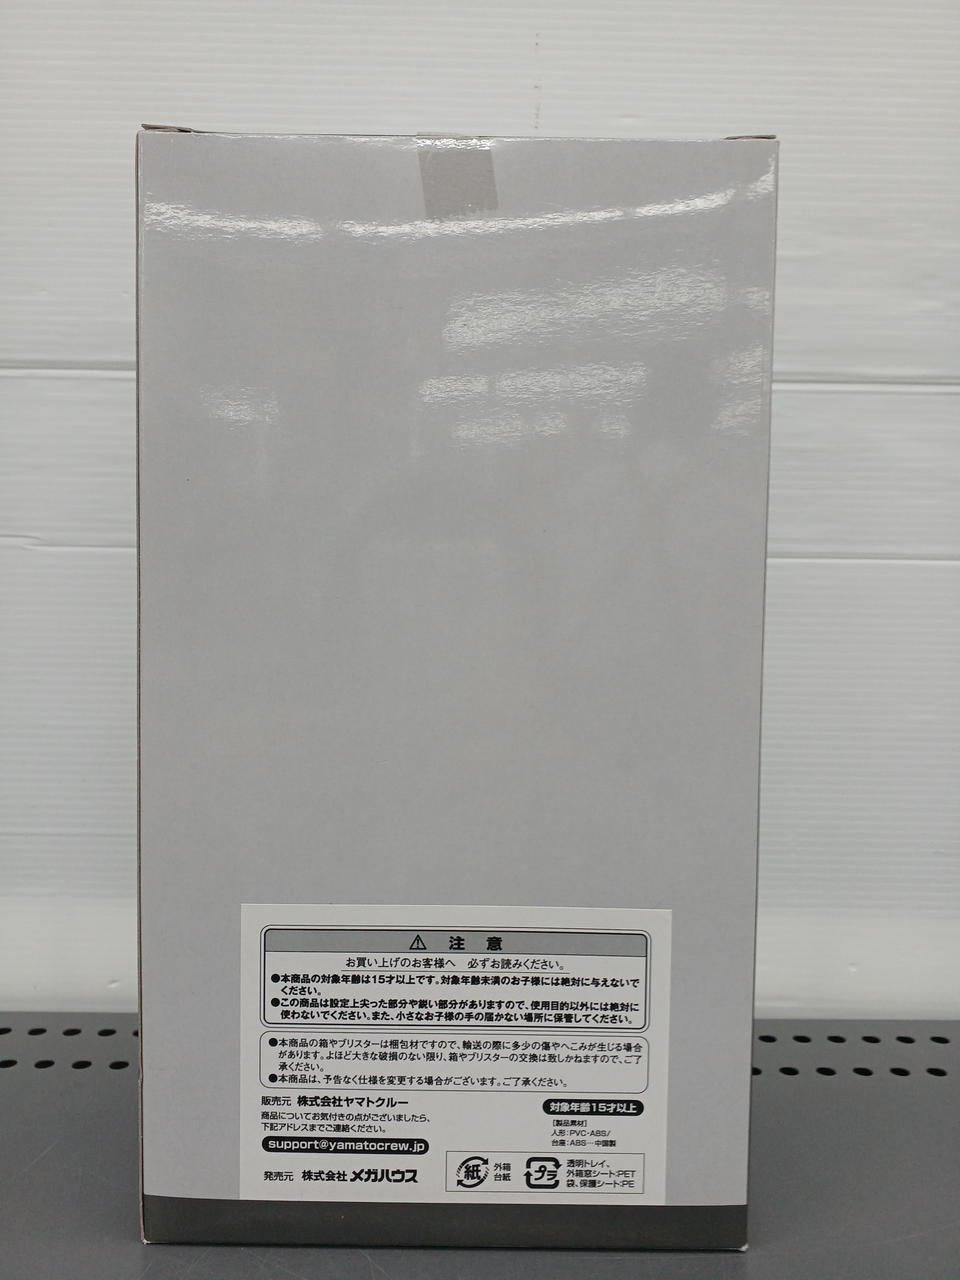 ⚠ 注意
お買い上げのお客様へ 必ずお読みください。
●本商品の対象年齢は15才以上です。対象年齢未満のお子様には絶対に与えないで
ください。
●この商品は設定上尖った部分や鋭い部分がありますので、使用目的以外には絶対に
使わないでください。また、小さなお子様の手の届かない場所に保管してください。
●本商品の箱やブリスターは梱包材ですので、輸送の際に多少の傷やへこみが生じる場合
があります。よほど大きな破損のない限り、箱やブリスターの交換は致しかねますので、ご了
承ください。
●本商品は、予告なく仕様を変更する場合がございます。ご了承ください。
販売元 株式会社ヤマトクルー
商品についてお気付きの点がございましたら、
下記アドレスまでご連絡ください。
support@yamatocrew.jp
発売元 株式会社 メガハウス
対象年齢15才以上
【製品素材】
人形:PVC・ABS/
台座:ABS…中国製
紙
外箱
台紙
プラ
透明トレイ、
外箱窓シート:PET
袋、保護シート:PE